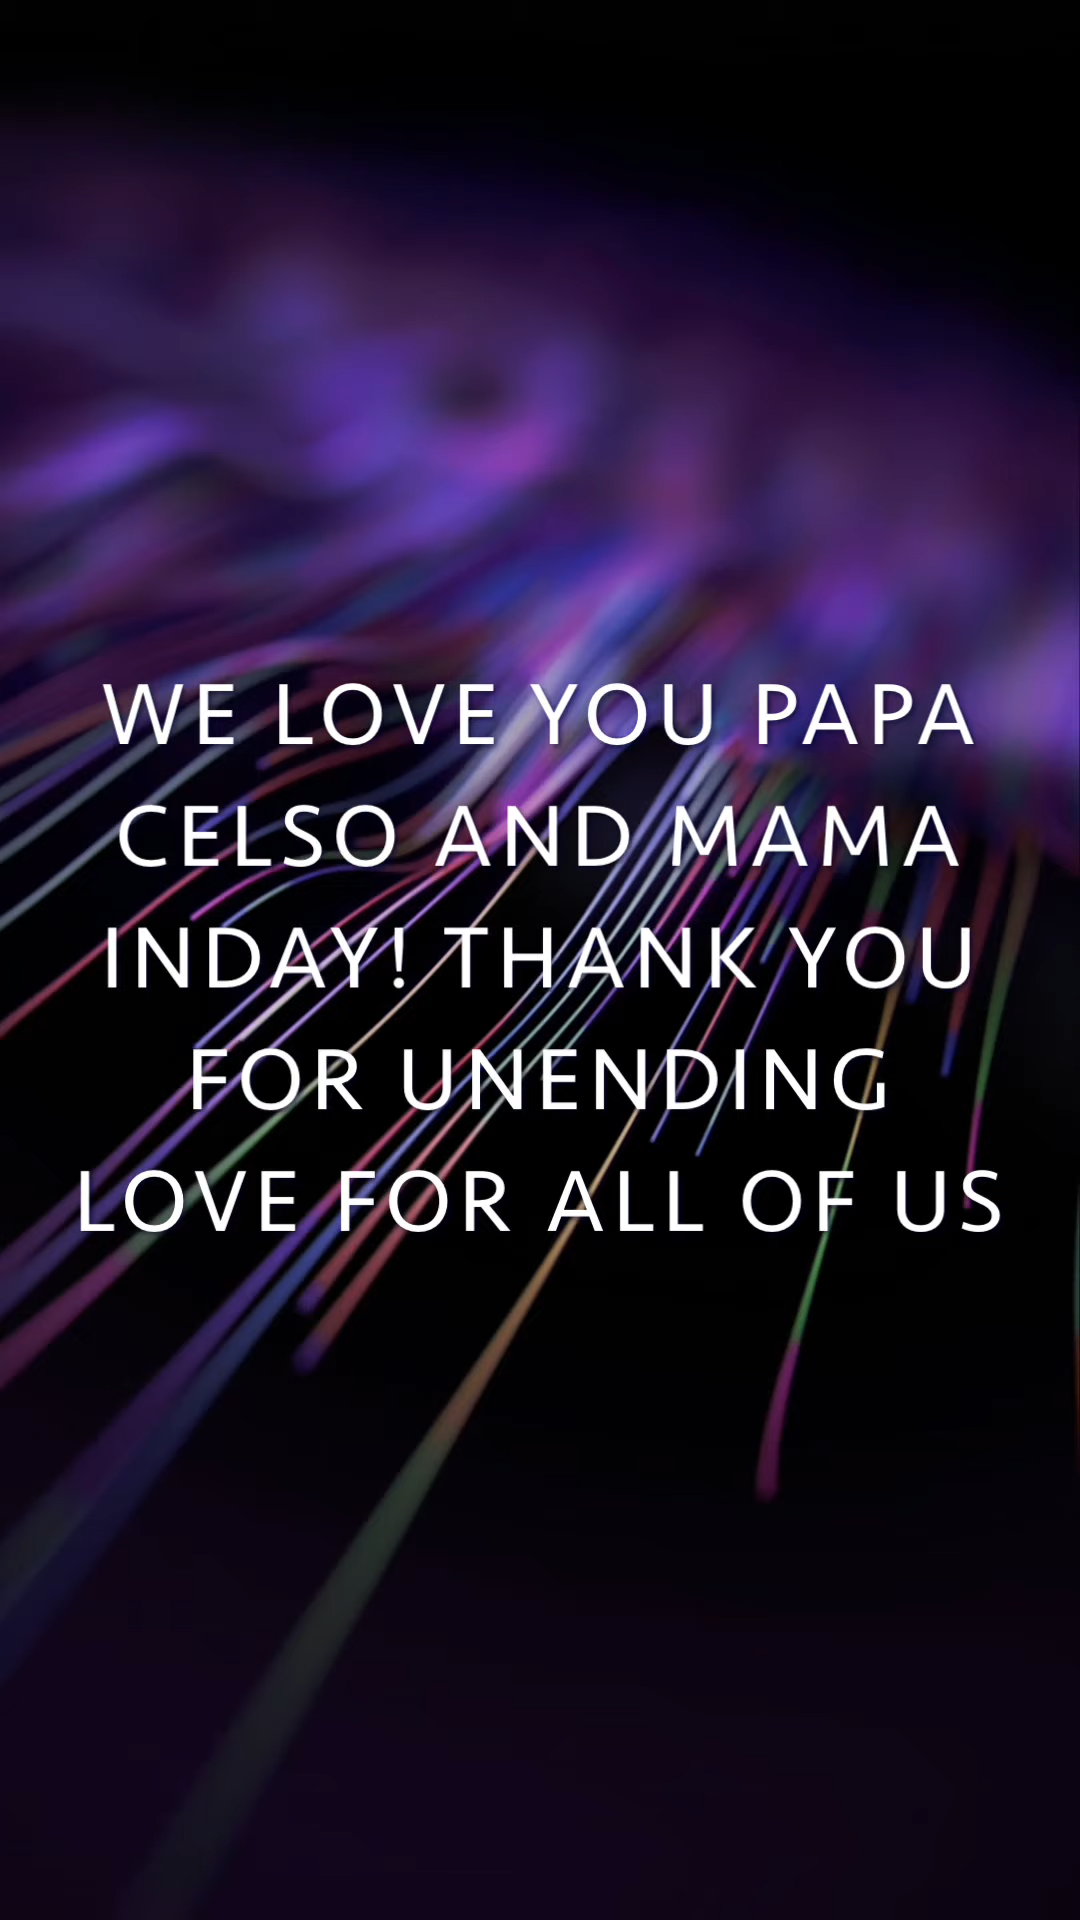 WE LOVE YOU PAPA
CELSO AND MAMA
INDAY! THANK YOU
FOR UNENDING
LOVE FOR ALL OF US